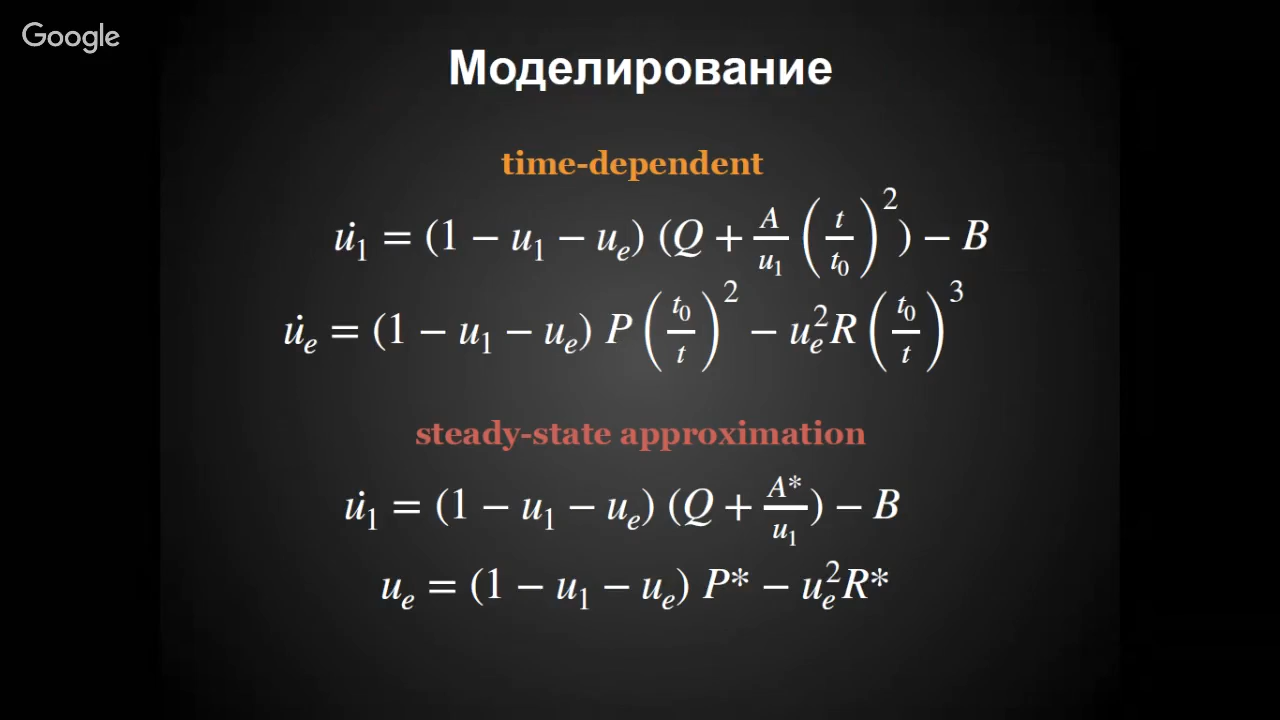 Google
Моделирование
time-dependent
u̇₁ = (1 − u₁ − uₑ) (Q + A/u₁ (t/t₀)²) − B
u̇ₑ = (1 − u₁ − uₑ) P (t₀/t)² − uₑ²R (t₀/t)³
steady-state approximation
u̇₁ = (1 − u₁ − uₑ) (Q + A*/u₁) − B
uₑ = (1 − u₁ − uₑ) P* − uₑ²R*